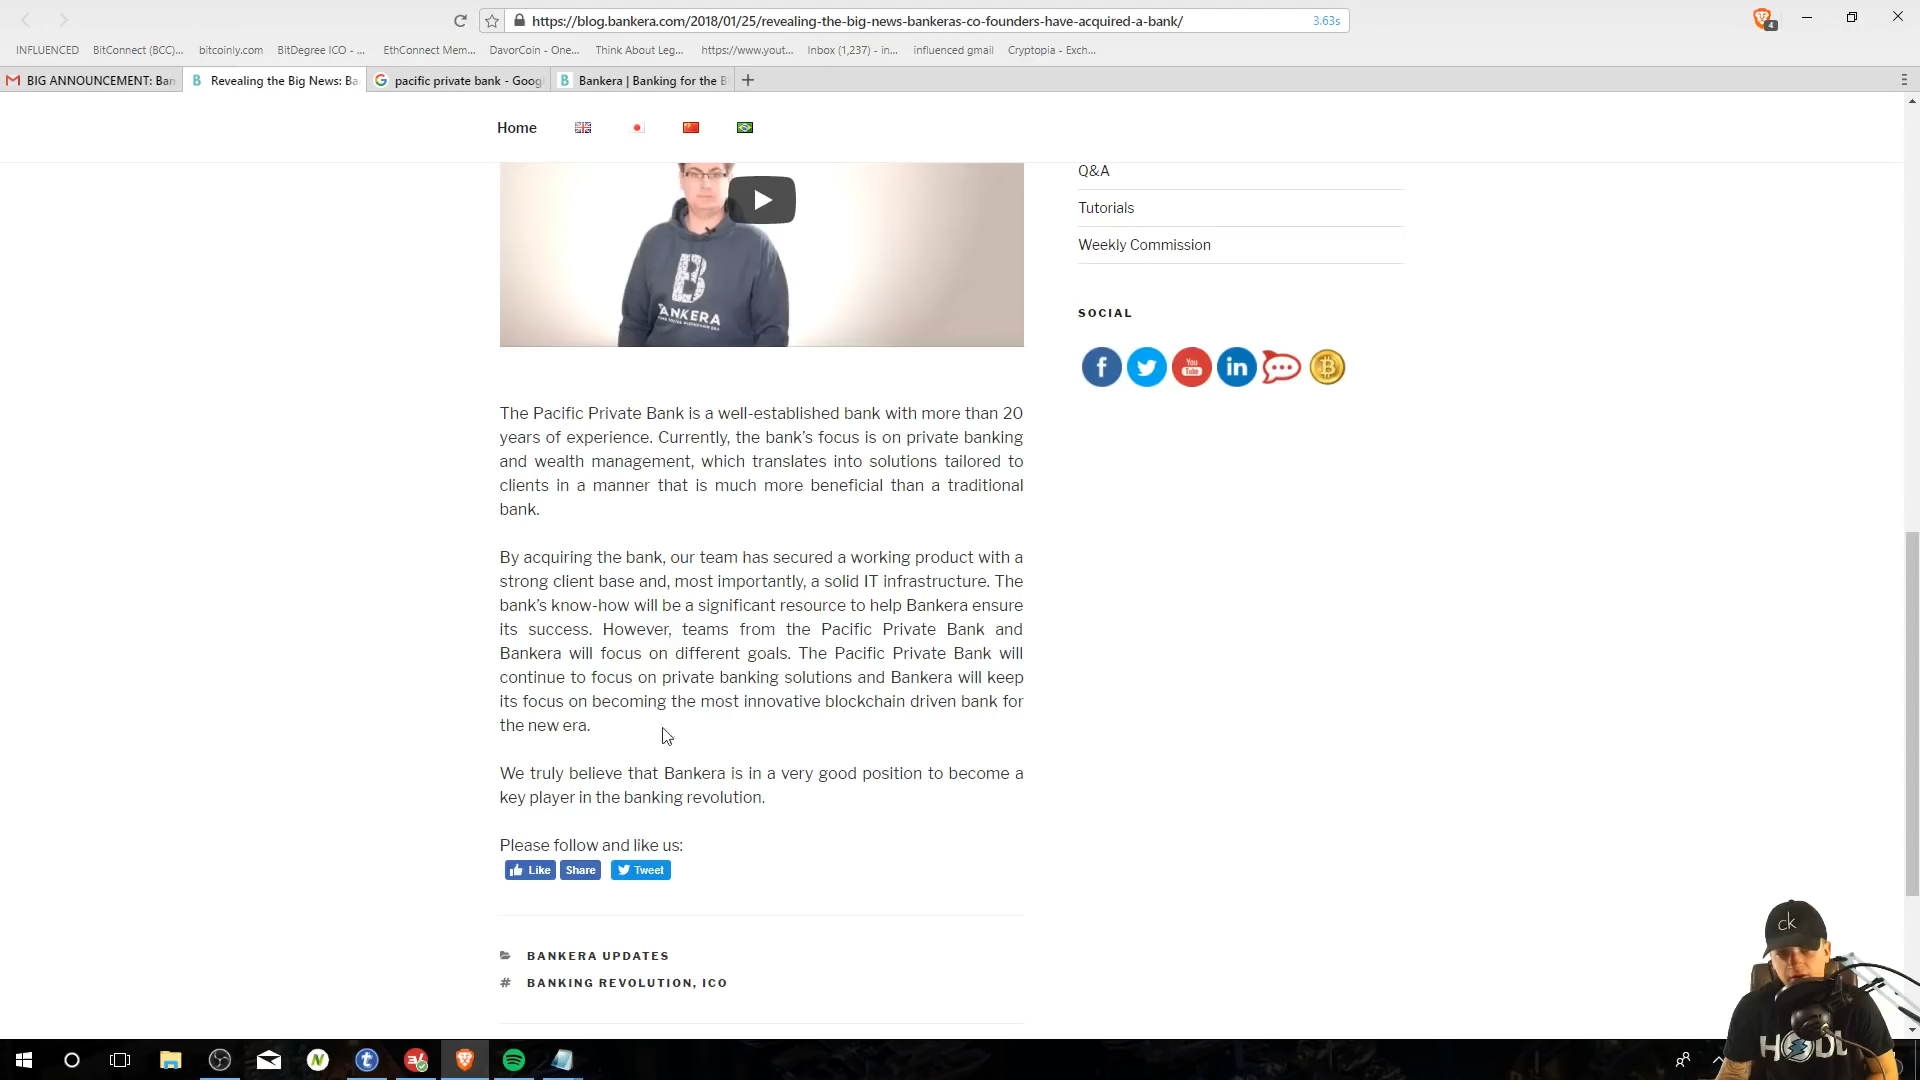 https://blog.bankera.com/2018/01/25/revealing-the-big-news-bankeras-co-founders-have-acquired-a-bank/
3.63s
4
INFLUENCED
BitConnect (BCC)...
bitcoinly.com
BitDegree ICO - ...
EthConnect Mem...
DavorCoin - One...
Think About Leg...
https://www.yout...
Inbox (1,237) - in...
influenced gmail
Cryptopia - Exch...
BIG ANNOUNCEMENT: Ban
Revealing the Big News: Ba
pacific private bank - Goog
Bankera | Banking for the B
Home
B
BANKERA
Q&A
Tutorials
Weekly Commission
SOCIAL
You
Tube
The Pacific Private Bank is a well-established bank with more than 20
years of experience. Currently, the bank's focus is on private banking
and wealth management, which translates into solutions tailored to
clients in a manner that is much more beneficial than a traditional
bank.
By acquiring the bank, our team has secured a working product with a
strong client base and, most importantly, a solid IT infrastructure. The
bank's know-how will be a significant resource to help Bankera ensure
its success. However, teams from the Pacific Private Bank and
Bankera will focus on different goals. The Pacific Private Bank will
continue to focus on private banking solutions and Bankera will keep
its focus on becoming the most innovative blockchain driven bank for
the new era.
We truly believe that Bankera is in a very good position to become a
key player in the banking revolution.
Please follow and like us:
Like
Share
Tweet
BANKERA UPDATES
# BANKING REVOLUTION, ICO
ck
HODL